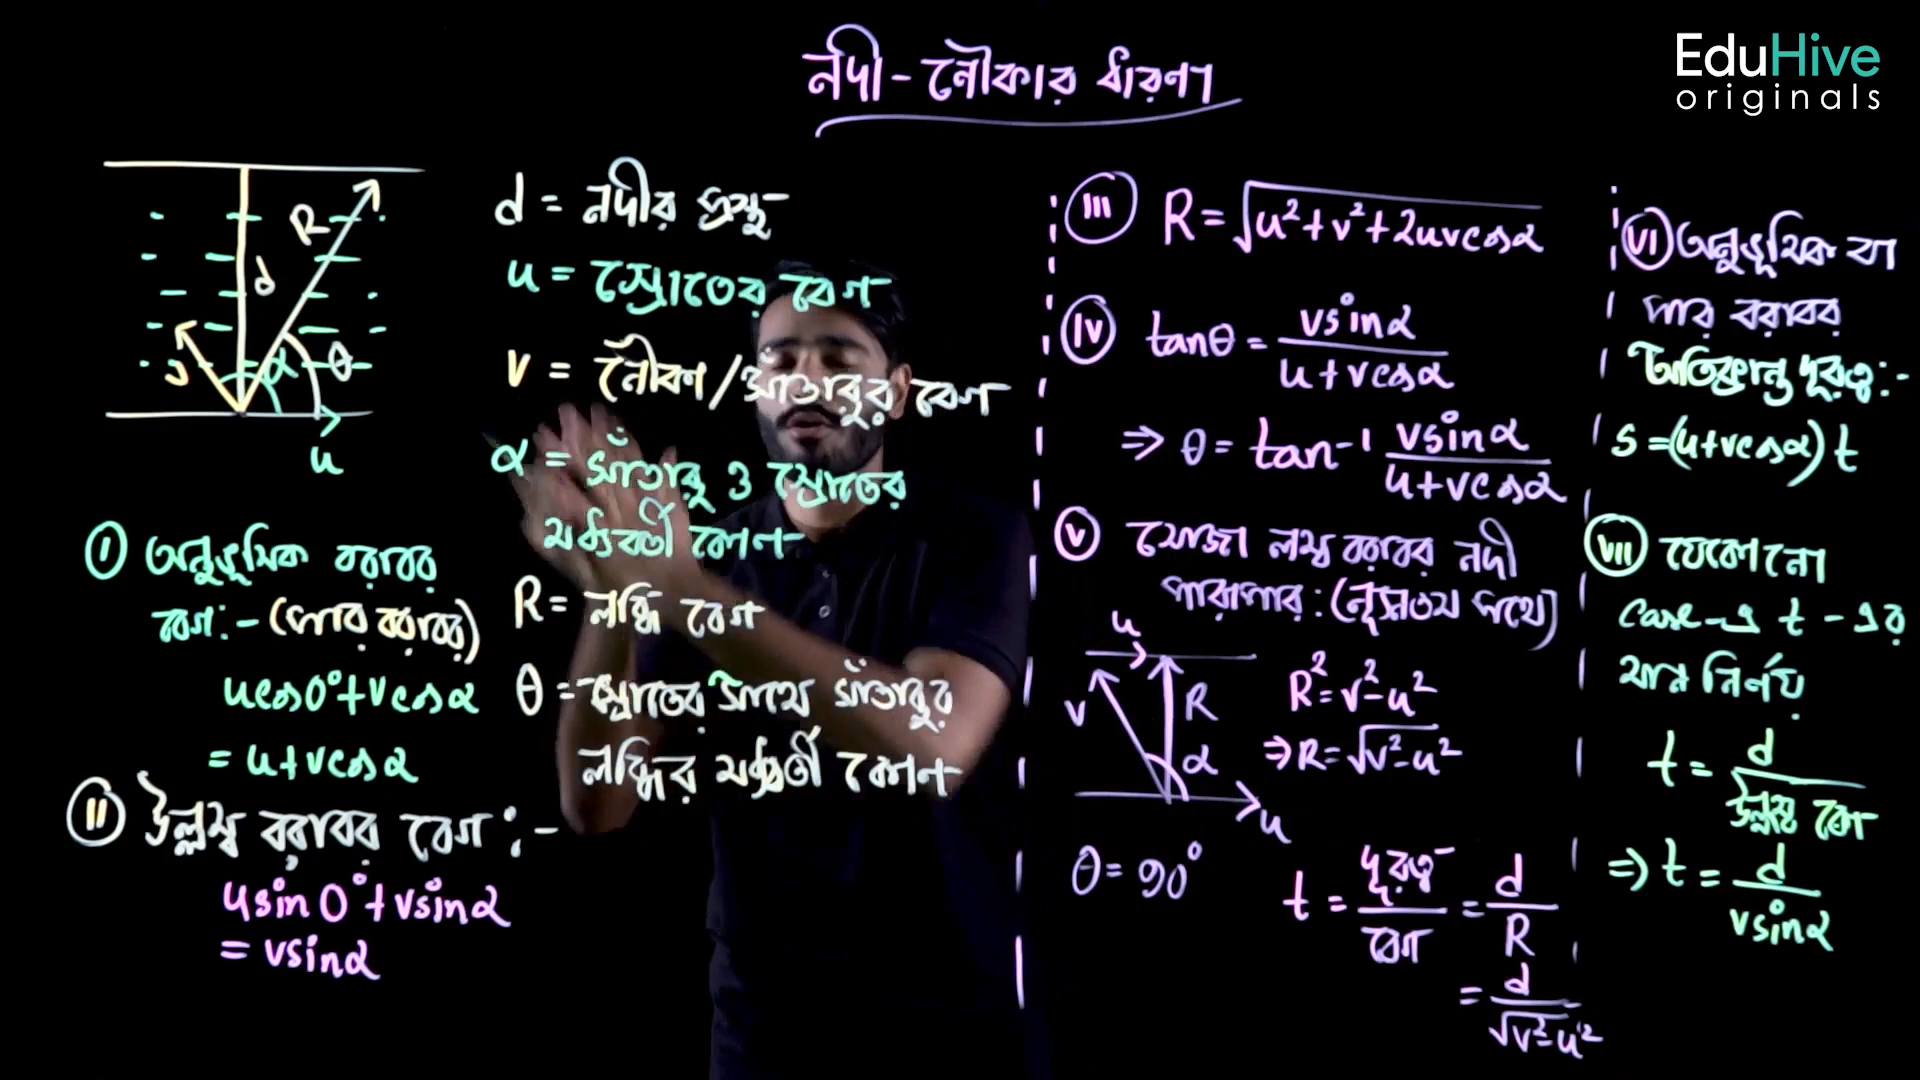 নদী - নৌকার ধারণা
EduHive
originals
R
d
v
α
θ
u
d = নদীর প্রস্থ
u = স্রোতের বেগ
v = নৌকা/সাঁতারুর বেগ
α = সাঁতারু ও স্রোতের
মধ্যবর্তী কোণ
R = লব্ধি বেগ
θ = স্রোতের সাথে সাঁতারুর
লব্ধির মধ্যবর্তী কোণ
I অনুভূমিক বরাবর
বেগ:- (পাড় বরাবর)
ucos0°+vcosα
= u+vcosα
II উল্লম্ব বরাবর বেগ:-
usin0°+vsinα
= vsinα
III R = √u²+v²+2uvcosα
IV tanθ = vsinα / u+vcosα
⇒ θ = tan⁻¹ vsinα / u+vcosα
V সোজা লম্ব বরাবর নদী
পারাপার: (ন্যূনতম পথে)
u
v
R
α
u
R² = v²-u²
⇒ R = √v²-u²
θ = 90°
t = দূরত্ব / বেগ = d / R
= d / √v²-u²
VI অনুভূমিক বা
পাড় বরাবর
অতিক্রান্ত দূরত্ব:-
s = (u+vcosα) t
VII যেকোনো
case-এ t - এর
মান নির্ণয়
t = d / উল্লম্ব বেগ
⇒ t = d / vsinα